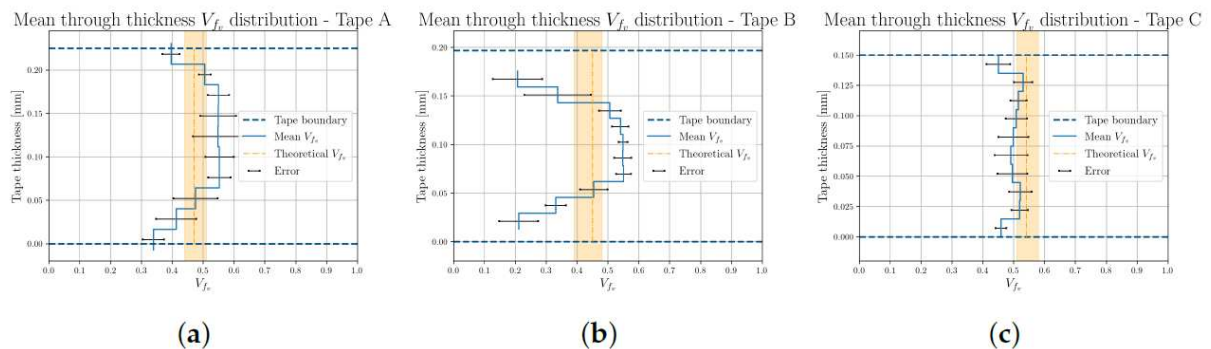 Mean through thickness V_{f_v} distribution - Tape A
Tape thickness [mm]
0.20
0.15
0.10
0.05
0.00
Tape boundary
Mean V_{f_v}
Theoretical V_{f_v}
Error
0.0 0.1 0.2 0.3 0.4 0.5 0.6 0.7 0.8 0.9 1.0
V_{f_v}
(a)
Mean through thickness V_{f_v} distribution - Tape B
Tape thickness [mm]
0.20
0.15
0.10
0.05
0.00
Tape boundary
Mean V_{f_v}
Theoretical V_{f_v}
Error
0.0 0.1 0.2 0.3 0.4 0.5 0.6 0.7 0.8 0.9 1.0
V_{f_v}
(b)
Mean through thickness V_{f_v} distribution - Tape C
Tape thickness [mm]
0.150
0.125
0.100
0.075
0.050
0.025
0.000
Tape boundary
Mean V_{f_v}
Theoretical V_{f_v}
Error
0.0 0.1 0.2 0.3 0.4 0.5 0.6 0.7 0.8 0.9 1.0
V_{f_v}
(c)